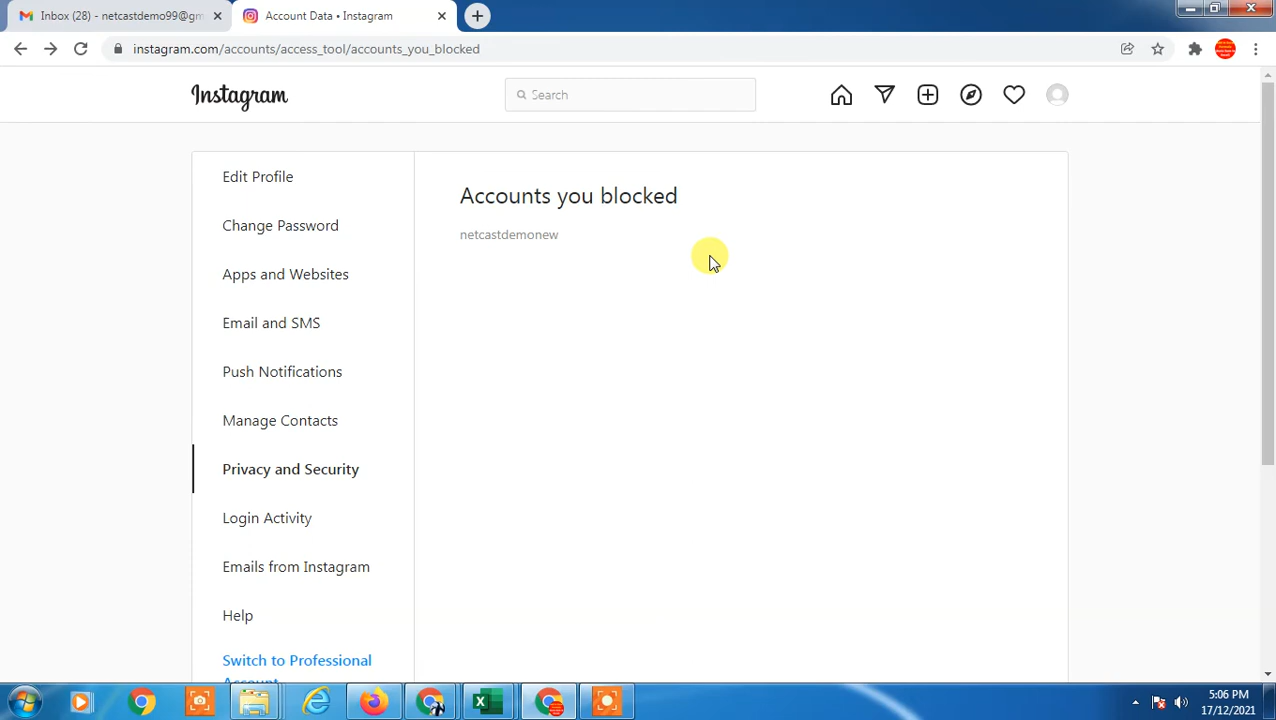 Inbox (28) - netcastdemo99@gm
Account Data • Instagram
instagram.com/accounts/access_tool/accounts_you_blocked
Instagram
Search
Edit Profile
Change Password
Apps and Websites
Email and SMS
Push Notifications
Manage Contacts
Privacy and Security
Login Activity
Emails from Instagram
Help
Switch to Professional
Account
Accounts you blocked
netcastdemonew
5:06 PM
17/12/2021